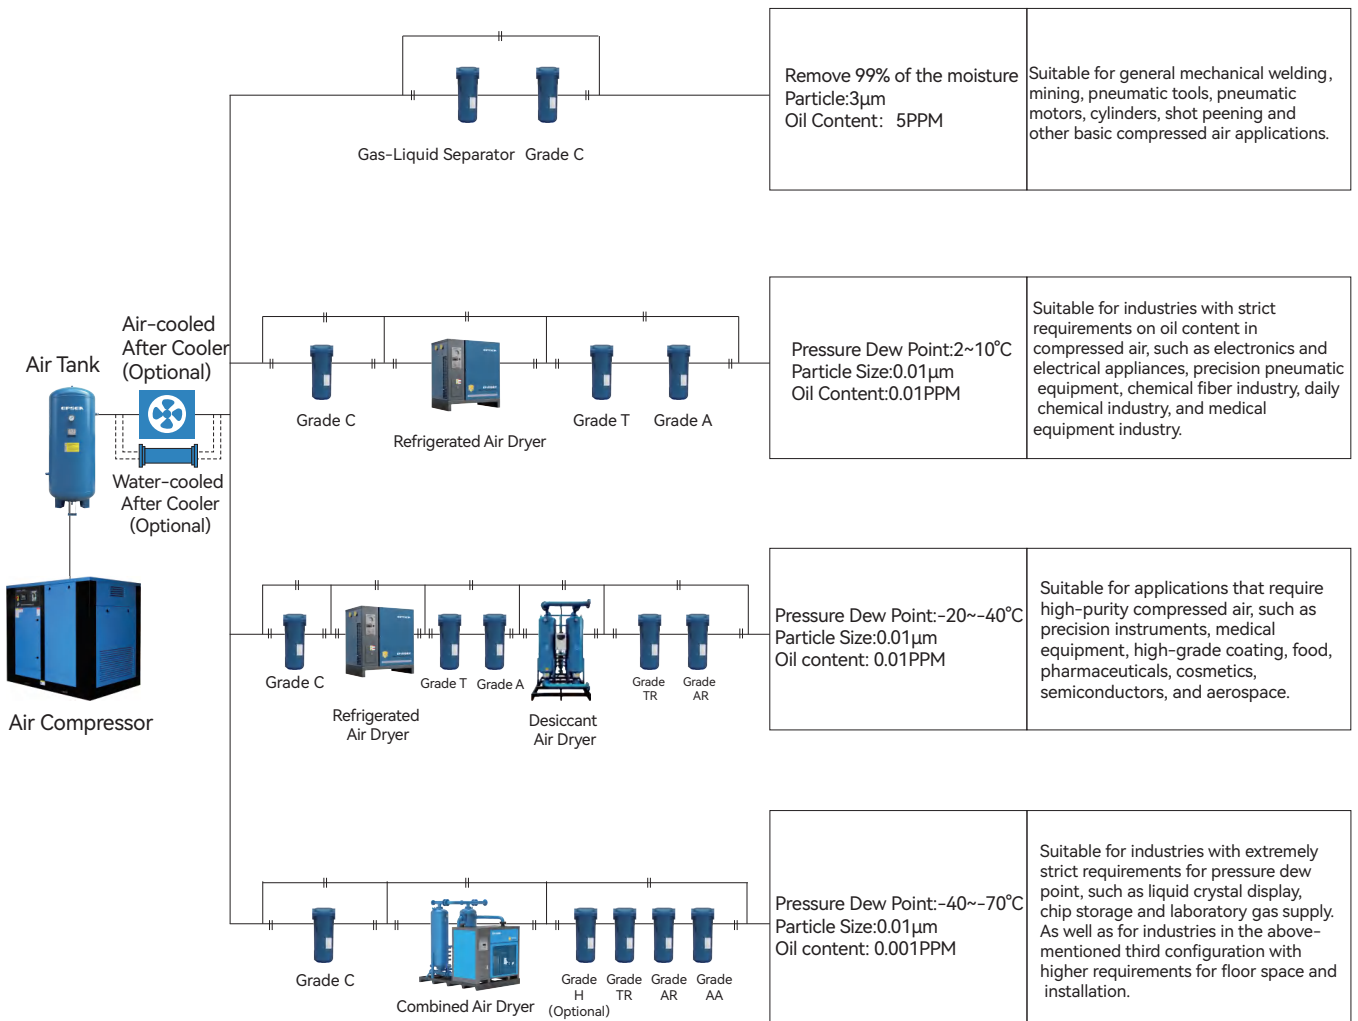 Remove 99% of the moisture
Particle:3μm
Oil Content: 5PPM
Suitable for general mechanical welding,
mining, pneumatic tools, pneumatic
motors, cylinders, shot peening and
other basic compressed air applications.
Gas-Liquid Separator
Grade C
Air-cooled
After Cooler
(Optional)
Air Tank
Water-cooled
After Cooler
(Optional)
Air Compressor
Grade C
Refrigerated Air Dryer
Grade T
Grade A
Pressure Dew Point:2~10°C
Particle Size:0.01μm
Oil Content:0.01PPM
Suitable for industries with strict
requirements on oil content in
compressed air, such as electronics and
electrical appliances, precision pneumatic
equipment, chemical fiber industry, daily
chemical industry, and medical
equipment industry.
Grade C
Refrigerated
Air Dryer
Grade T
Grade A
Desiccant
Air Dryer
Grade
TR
Grade
AR
Pressure Dew Point:-20~-40°C
Particle Size:0.01μm
Oil content: 0.01PPM
Suitable for applications that require
high-purity compressed air, such as
precision instruments, medical
equipment, high-grade coating, food,
pharmaceuticals, cosmetics,
semiconductors, and aerospace.
Grade C
Combined Air Dryer
Grade
H
(Optional)
Grade
TR
Grade
AR
Grade
AA
Pressure Dew Point:-40~-70°C
Particle Size:0.01μm
Oil content: 0.001PPM
Suitable for industries with extremely
strict requirements for pressure dew
point, such as liquid crystal display,
chip storage and laboratory gas supply.
As well as for industries in the above-
mentioned third configuration with
higher requirements for floor space and
installation.